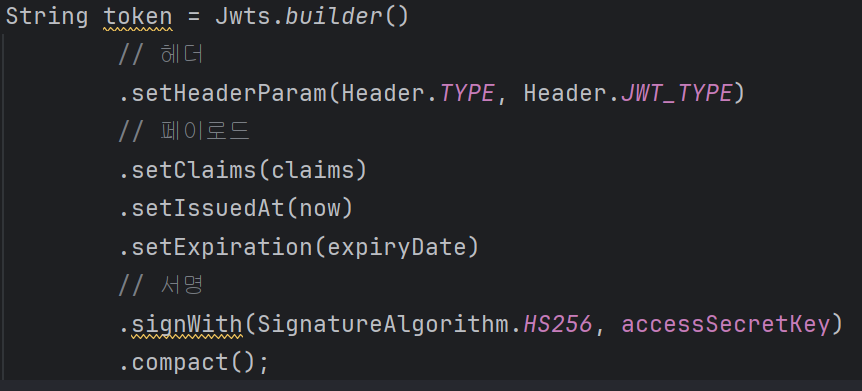 String token = Jwts.builder()
// 헤더
.setHeaderParam(Header.TYPE, Header.JWT_TYPE)
// 페이로드
.setClaims(claims)
.setIssuedAt(now)
.setExpiration(expiryDate)
// 서명
.signWith(SignatureAlgorithm.HS256, accessSecretKey)
.compact();